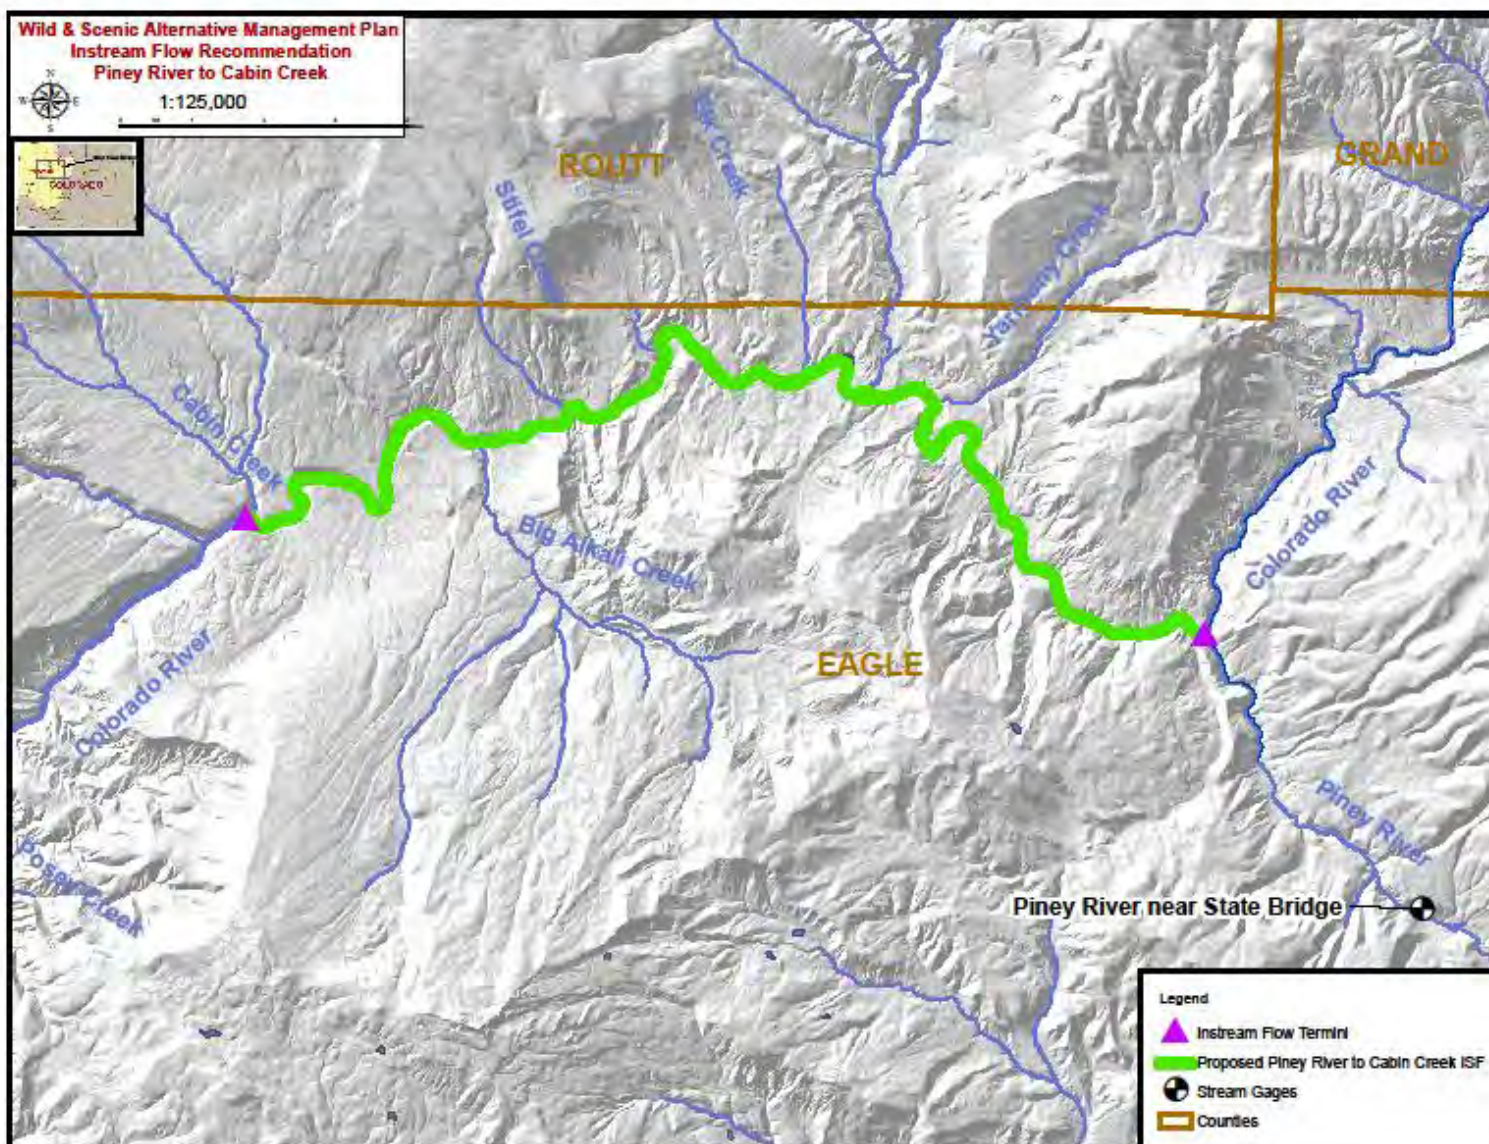 Wild & Scenic Alternative Management Plan
Instream Flow Recommendation
Piney River to Cabin Creek
N
W
E
S
1:125,000
COLORADO
ROUTT
GRAND
Stifel Creek
Creek
Yarmony Creek
Cabin Creek
Colorado River
Big Alkali Creek
EAGLE
Colorado River
Piney River
Posey Creek
Piney River near State Bridge
Legend
Instream Flow Termini
Proposed Piney River to Cabin Creek ISF
Stream Gages
Counties